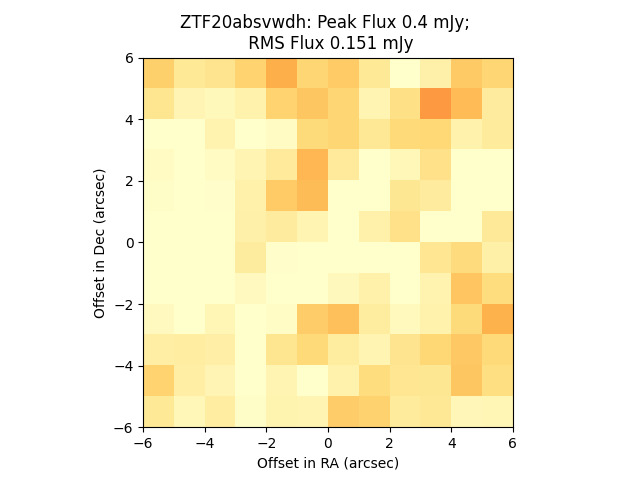 ZTF20absvwdh: Peak Flux 0.4 mJy;
RMS Flux 0.151 mJy
6
4
2
0
−2
−4
−6
Offset in Dec (arcsec)
−6 −4 −2 0 2 4 6
Offset in RA (arcsec)